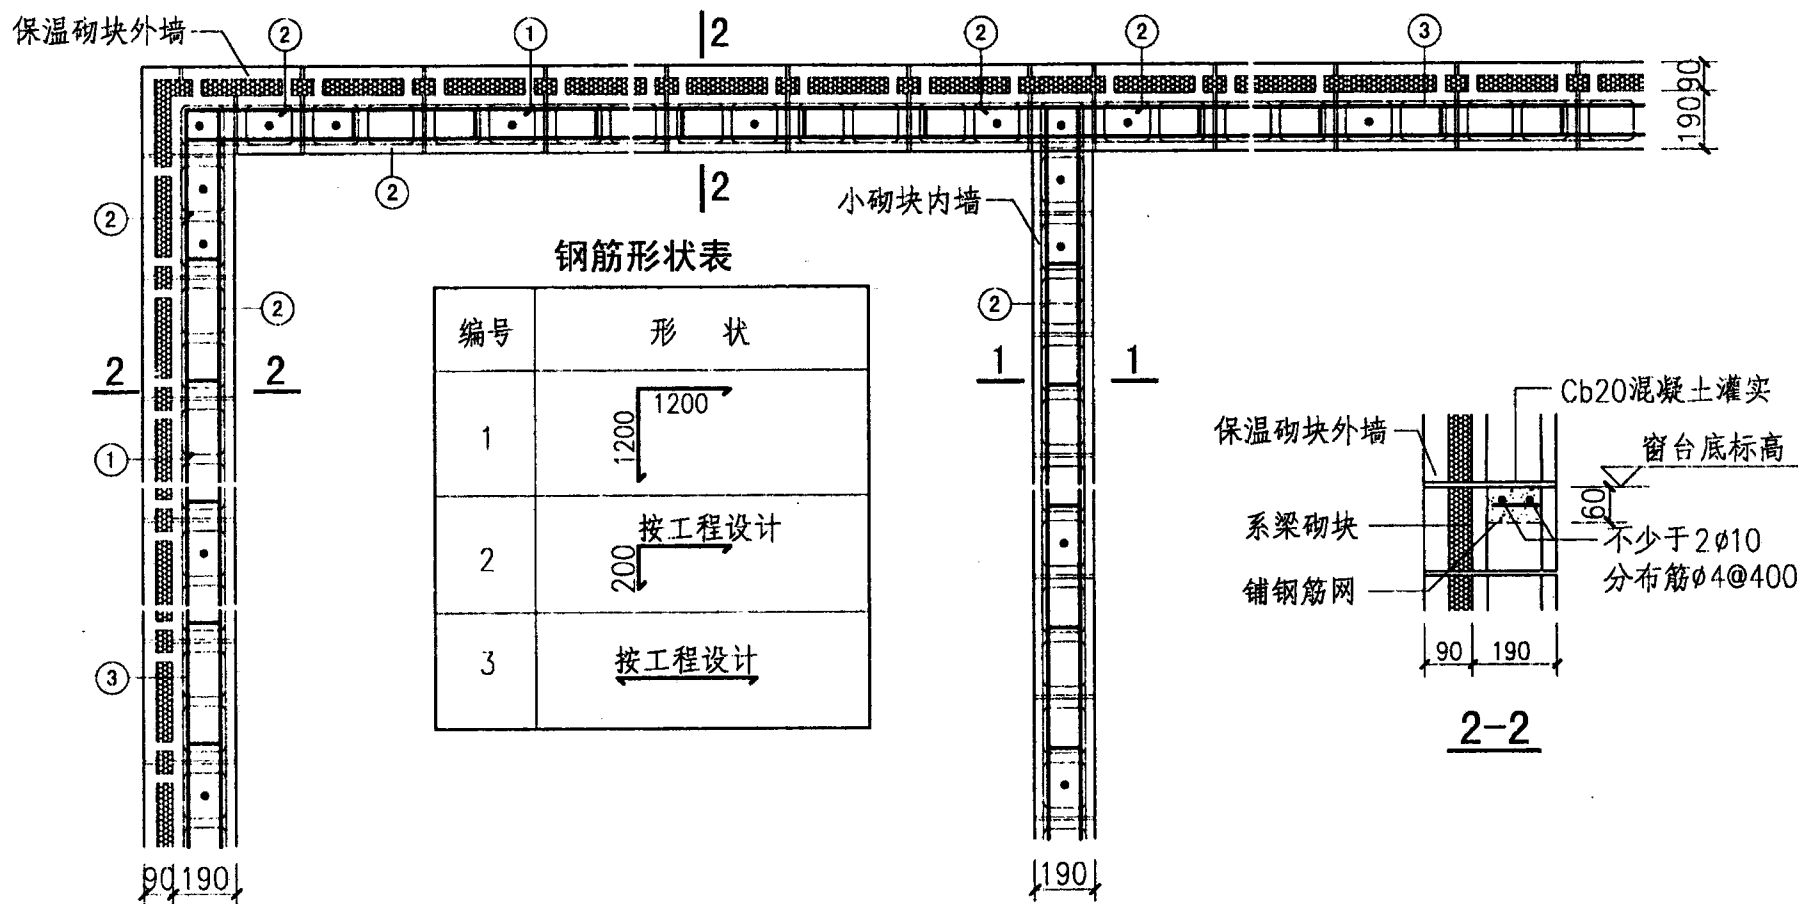 保温砌块外墙
② ① 2 ② ② ③
90
190
② 2
② 小砌块内墙
钢筋形状表
② ②
编号 形 状
1 1200 1200
2 按工程设计 200
3 按工程设计
2 2 1 1
①
③
Cb20混凝土灌实
保温砌块外墙
窗台底标高
60
系梁砌块
不少于2φ10
铺钢筋网
分布筋φ4@400
90 190
2-2
90 190
190